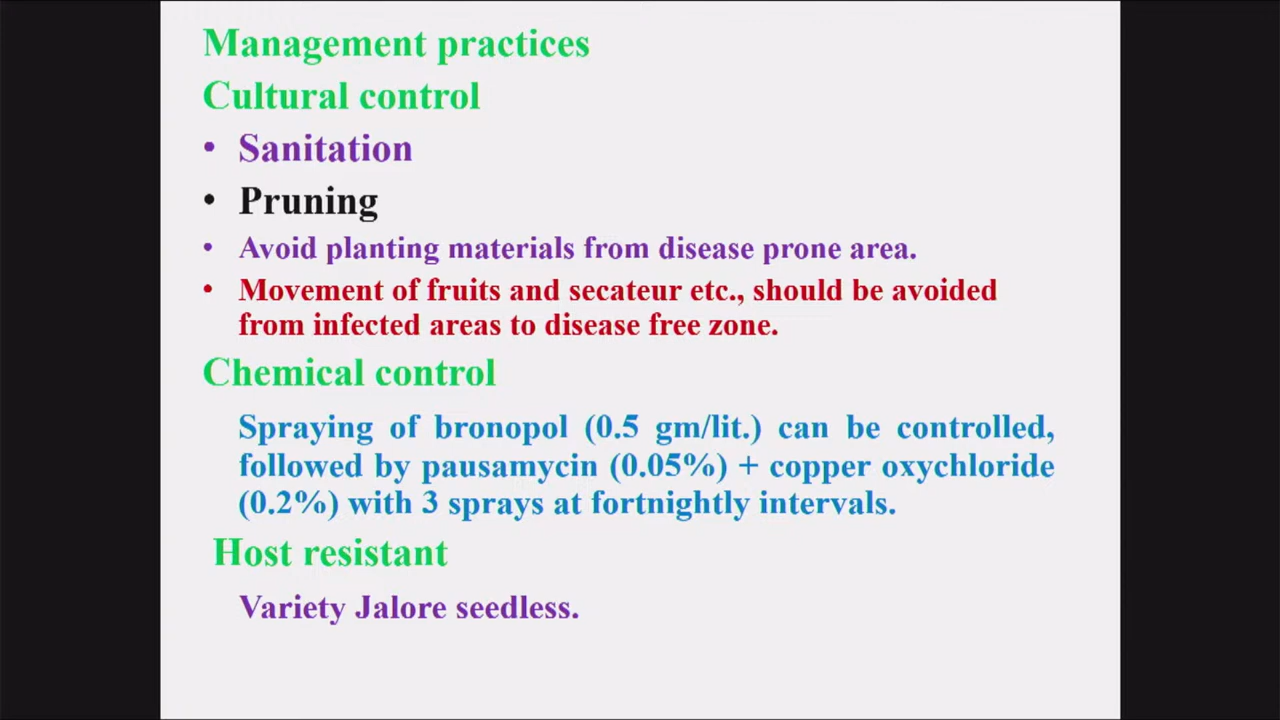 Management practices
Cultural control
• Sanitation
• Pruning
• Avoid planting materials from disease prone area.
• Movement of fruits and secateur etc., should be avoided
from infected areas to disease free zone.
Chemical control
Spraying of bronopol (0.5 gm/lit.) can be controlled,
followed by pausamycin (0.05%) + copper oxychloride
(0.2%) with 3 sprays at fortnightly intervals.
Host resistant
Variety Jalore seedless.